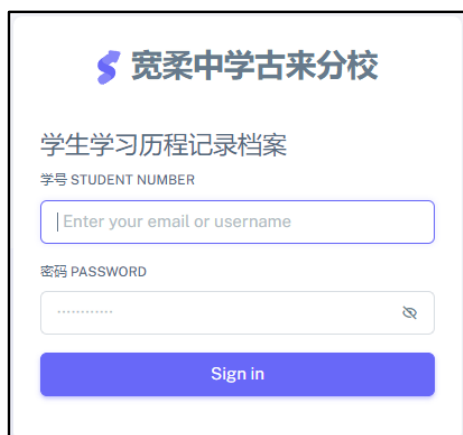 宽柔中学古来分校
学生学习历程记录档案
学号 STUDENT NUMBER
Enter your email or username
密码 PASSWORD
············
Sign in